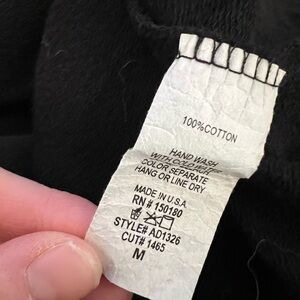 100% COTTON
HAND WASH
WITH COLD WATER
COLOR SEPARATE
HANG OR LINE DRY
MADE IN U.S.A
RN # 150180
STYLE# AD1326
CUT# 1465
M